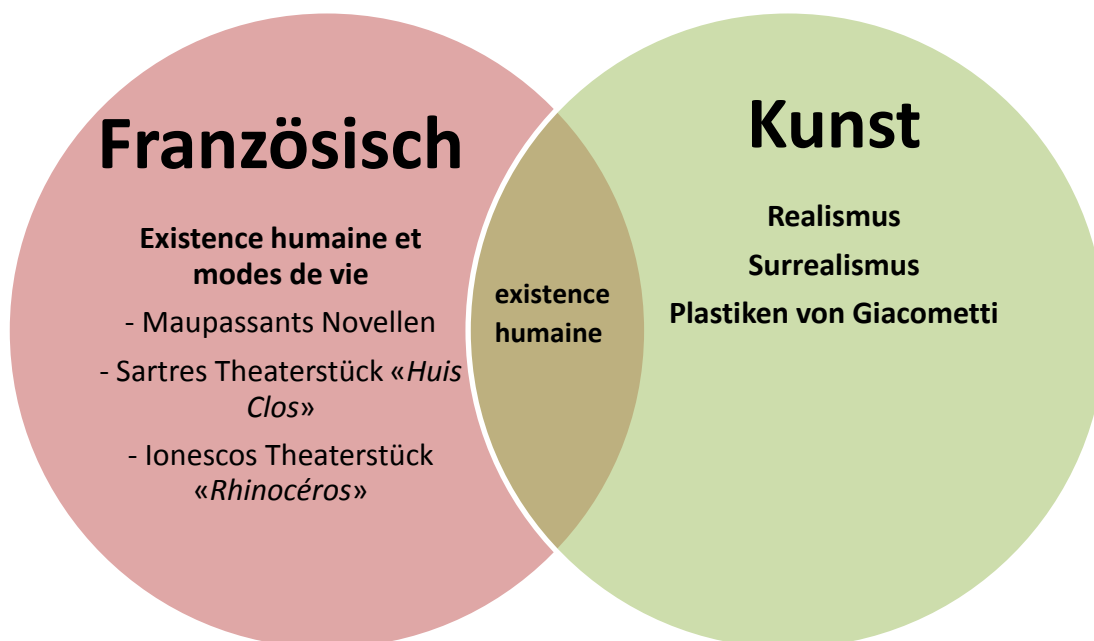 Französisch
Existence humaine et
modes de vie
- Maupassants Novellen
- Sartres Theaterstück «Huis
Clos»
- Ionescos Theaterstück
«Rhinocéros»
existence
humaine
Kunst
Realismus
Surrealismus
Plastiken von Giacometti